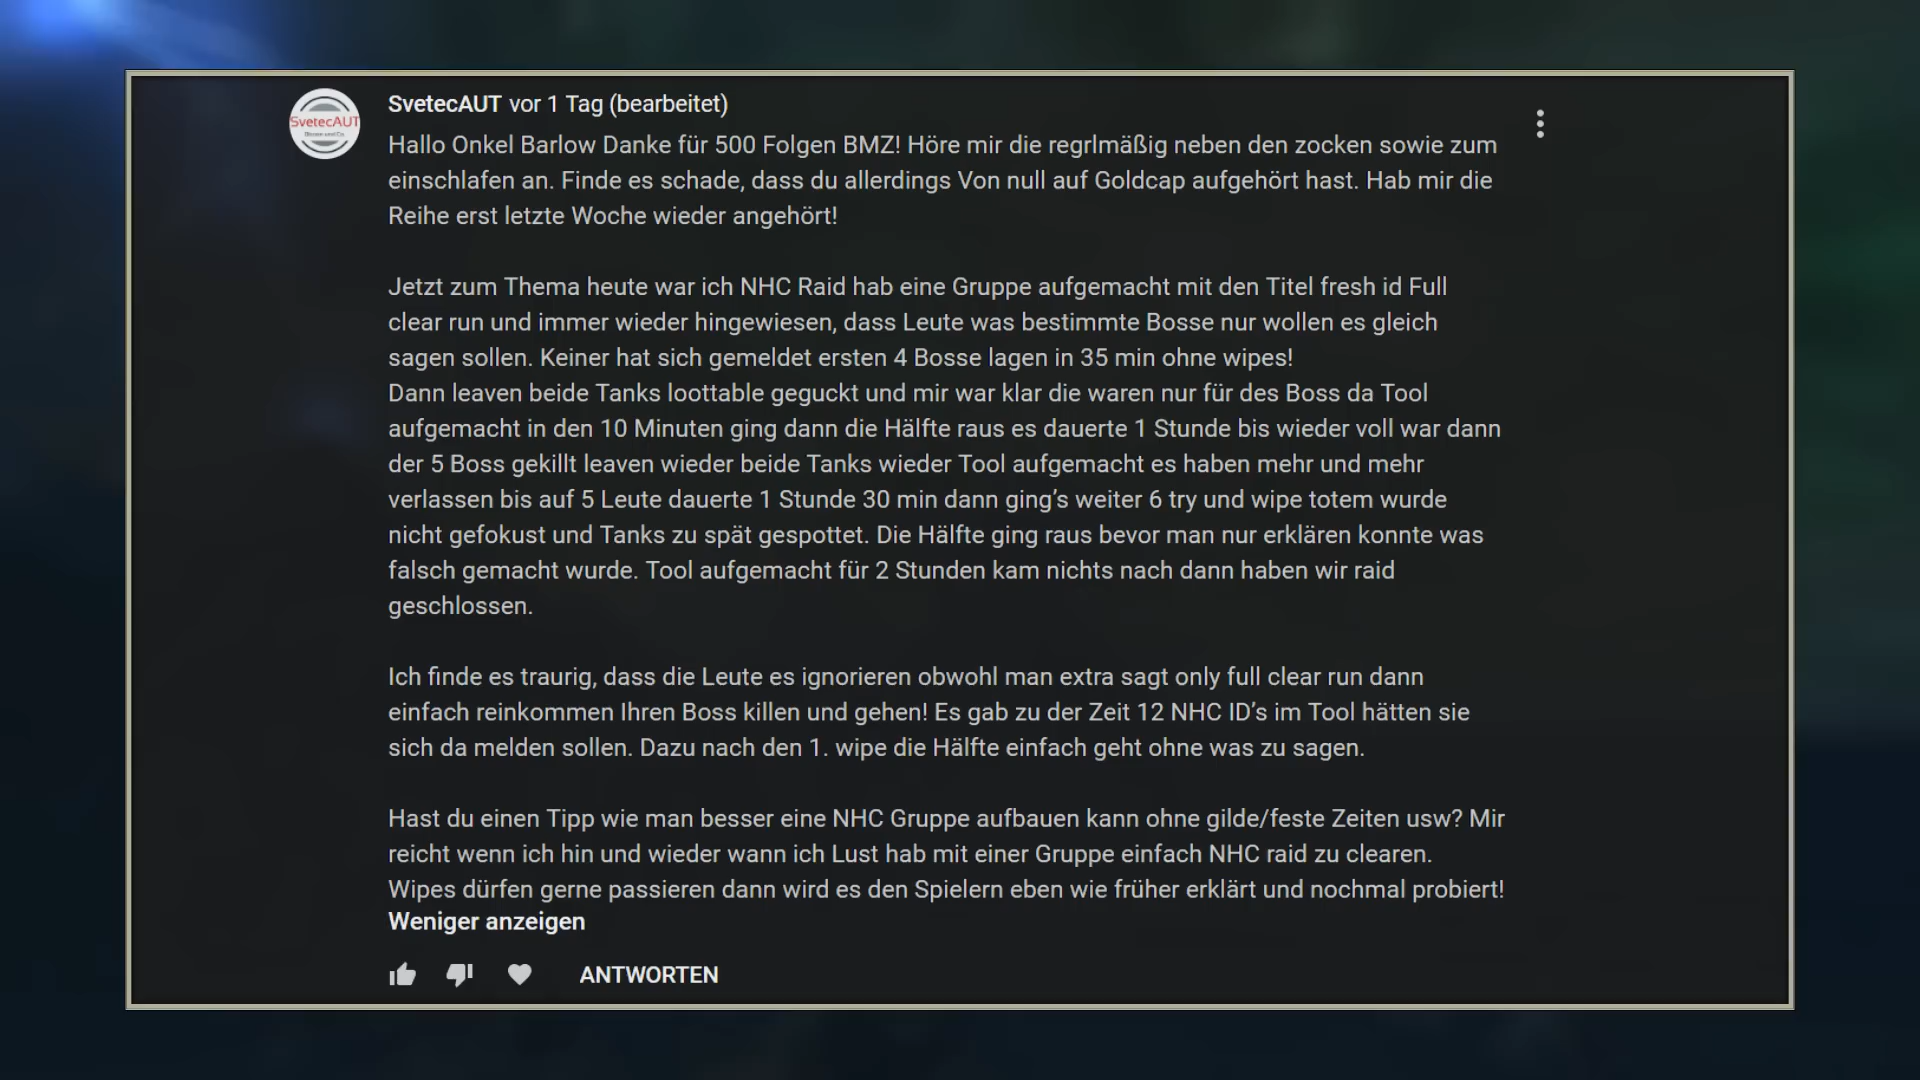 SvetecAUT vor 1 Tag (bearbeitet)
SvetecAUT
Hallo Onkel Barlow Danke für 500 Folgen BMZ! Höre mir die regrlmäßig neben den zocken sowie zum
einschlafen an. Finde es schade, dass du allerdings Von null auf Goldcap aufgehört hast. Hab mir die
Reihe erst letzte Woche wieder angehört!
Jetzt zum Thema heute war ich NHC Raid hab eine Gruppe aufgemacht mit den Titel fresh id Full
clear run und immer wieder hingewiesen, dass Leute was bestimmte Bosse nur wollen es gleich
sagen sollen. Keiner hat sich gemeldet ersten 4 Bosse lagen in 35 min ohne wipes!
Dann leaven beide Tanks loottable geguckt und mir war klar die waren nur für des Boss da Tool
aufgemacht in den 10 Minuten ging dann die Hälfte raus es dauerte 1 Stunde bis wieder voll war dann
der 5 Boss gekillt leaven wieder beide Tanks wieder Tool aufgemacht es haben mehr und mehr
verlassen bis auf 5 Leute dauerte 1 Stunde 30 min dann ging’s weiter 6 try und wipe totem wurde
nicht gefokust und Tanks zu spät gespottet. Die Hälfte ging raus bevor man nur erklären konnte was
falsch gemacht wurde. Tool aufgemacht für 2 Stunden kam nichts nach dann haben wir raid
geschlossen.
Ich finde es traurig, dass die Leute es ignorieren obwohl man extra sagt only full clear run dann
einfach reinkommen Ihren Boss killen und gehen! Es gab zu der Zeit 12 NHC ID’s im Tool hätten sie
sich da melden sollen. Dazu nach den 1. wipe die Hälfte einfach geht ohne was zu sagen.
Hast du einen Tipp wie man besser eine NHC Gruppe aufbauen kann ohne gilde/feste Zeiten usw? Mir
reicht wenn ich hin und wieder wann ich Lust hab mit einer Gruppe einfach NHC raid zu clearen.
Wipes dürfen gerne passieren dann wird es den Spielern eben wie früher erklärt und nochmal probiert!
Weniger anzeigen
ANTWORTEN